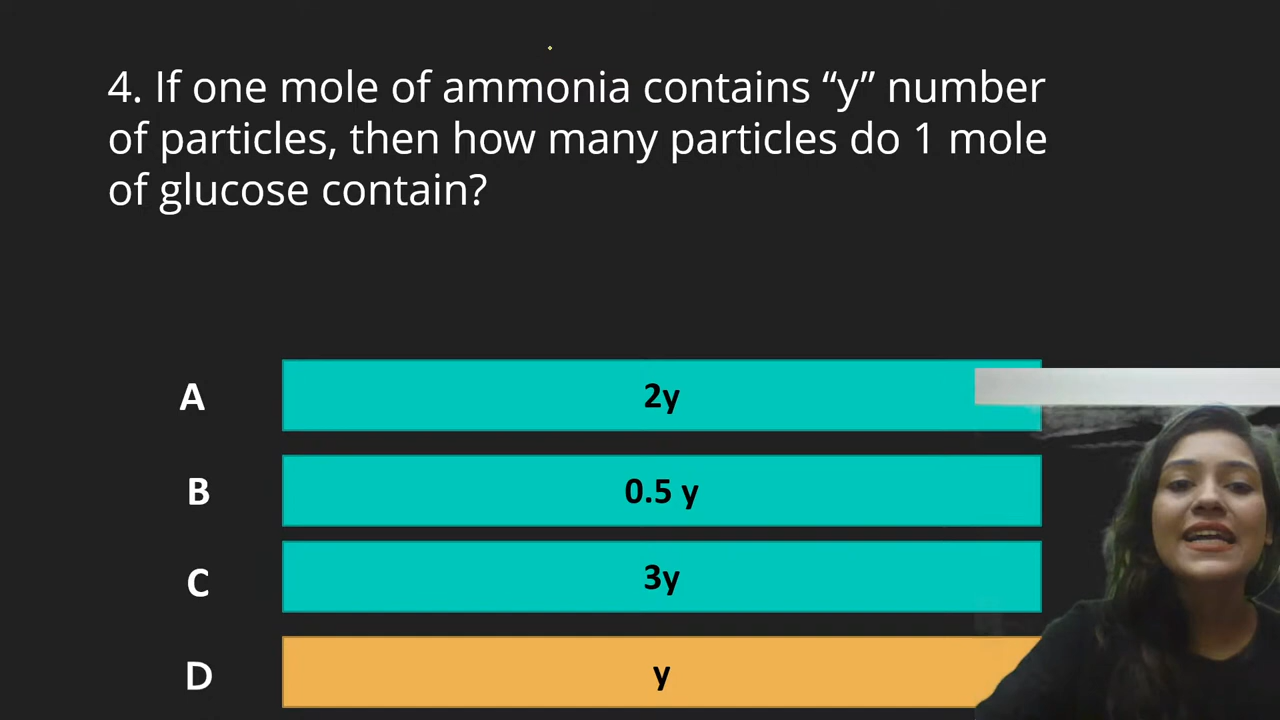 4. If one mole of ammonia contains “y” number
of particles, then how many particles do 1 mole
of glucose contain?
A 2y
B 0.5 y
C 3y
D y